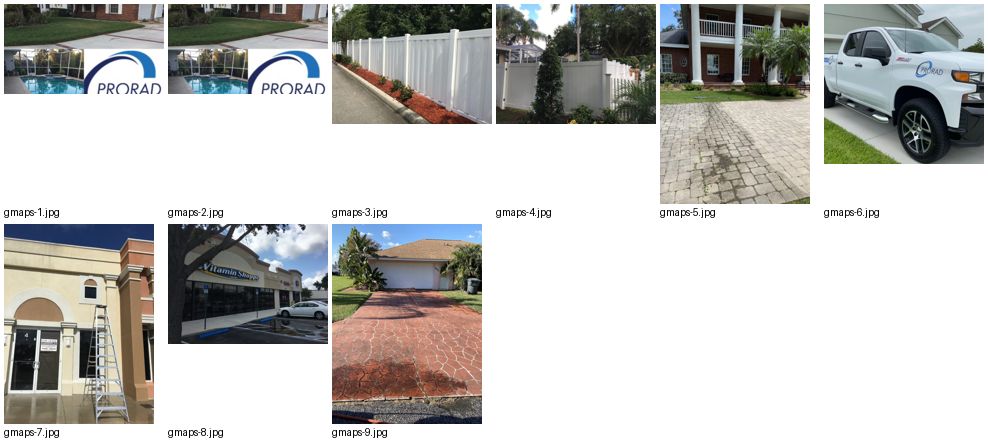 PRORAD
PRORAD
gmaps-1.jpg
gmaps-2.jpg
gmaps-3.jpg
gmaps-4.jpg
gmaps-5.jpg
PRORAD
gmaps-6.jpg
Vitamin Shoppe
gmaps-7.jpg
gmaps-8.jpg
gmaps-9.jpg